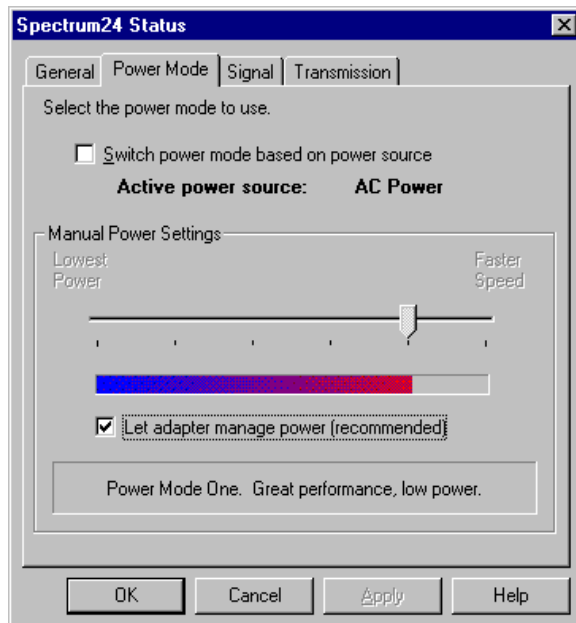 Spectrum24 Status
General Power Mode Signal Transmission
Select the power mode to use.
Switch power mode based on power source
Active power source: AC Power
Manual Power Settings
Lowest Faster
Power Speed
Let adapter manage power (recommended)
Power Mode One. Great performance, low power.
OK Cancel Apply Help